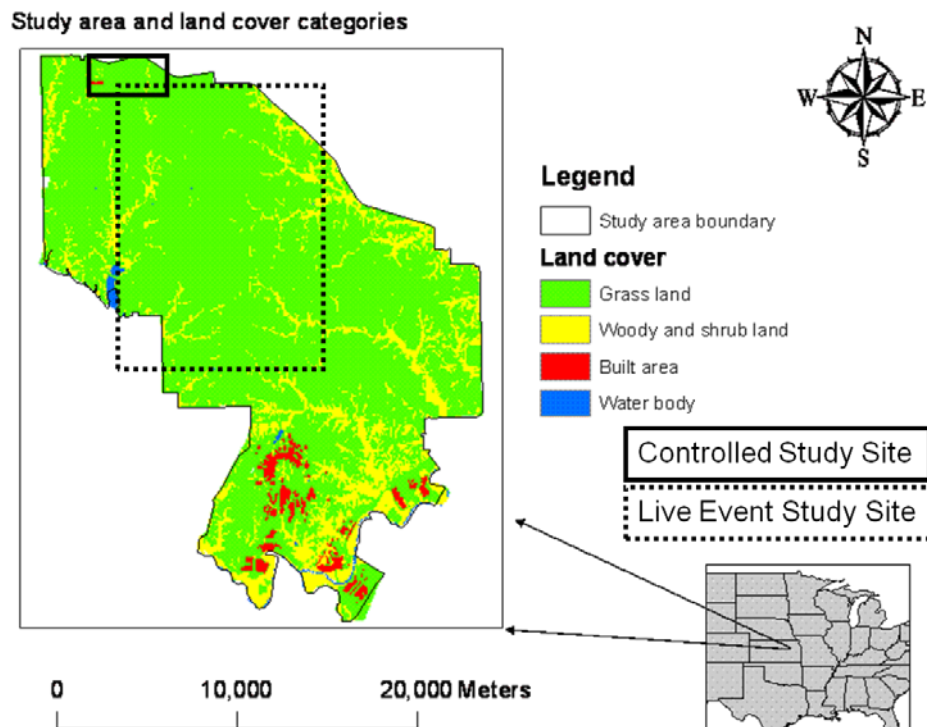 Study area and land cover categories
N
W
E
S
Legend
Study area boundary
Land cover
Grass land
Woody and shrub land
Built area
Water body
Controlled Study Site
Live Event Study Site
0 10,000 20,000 Meters